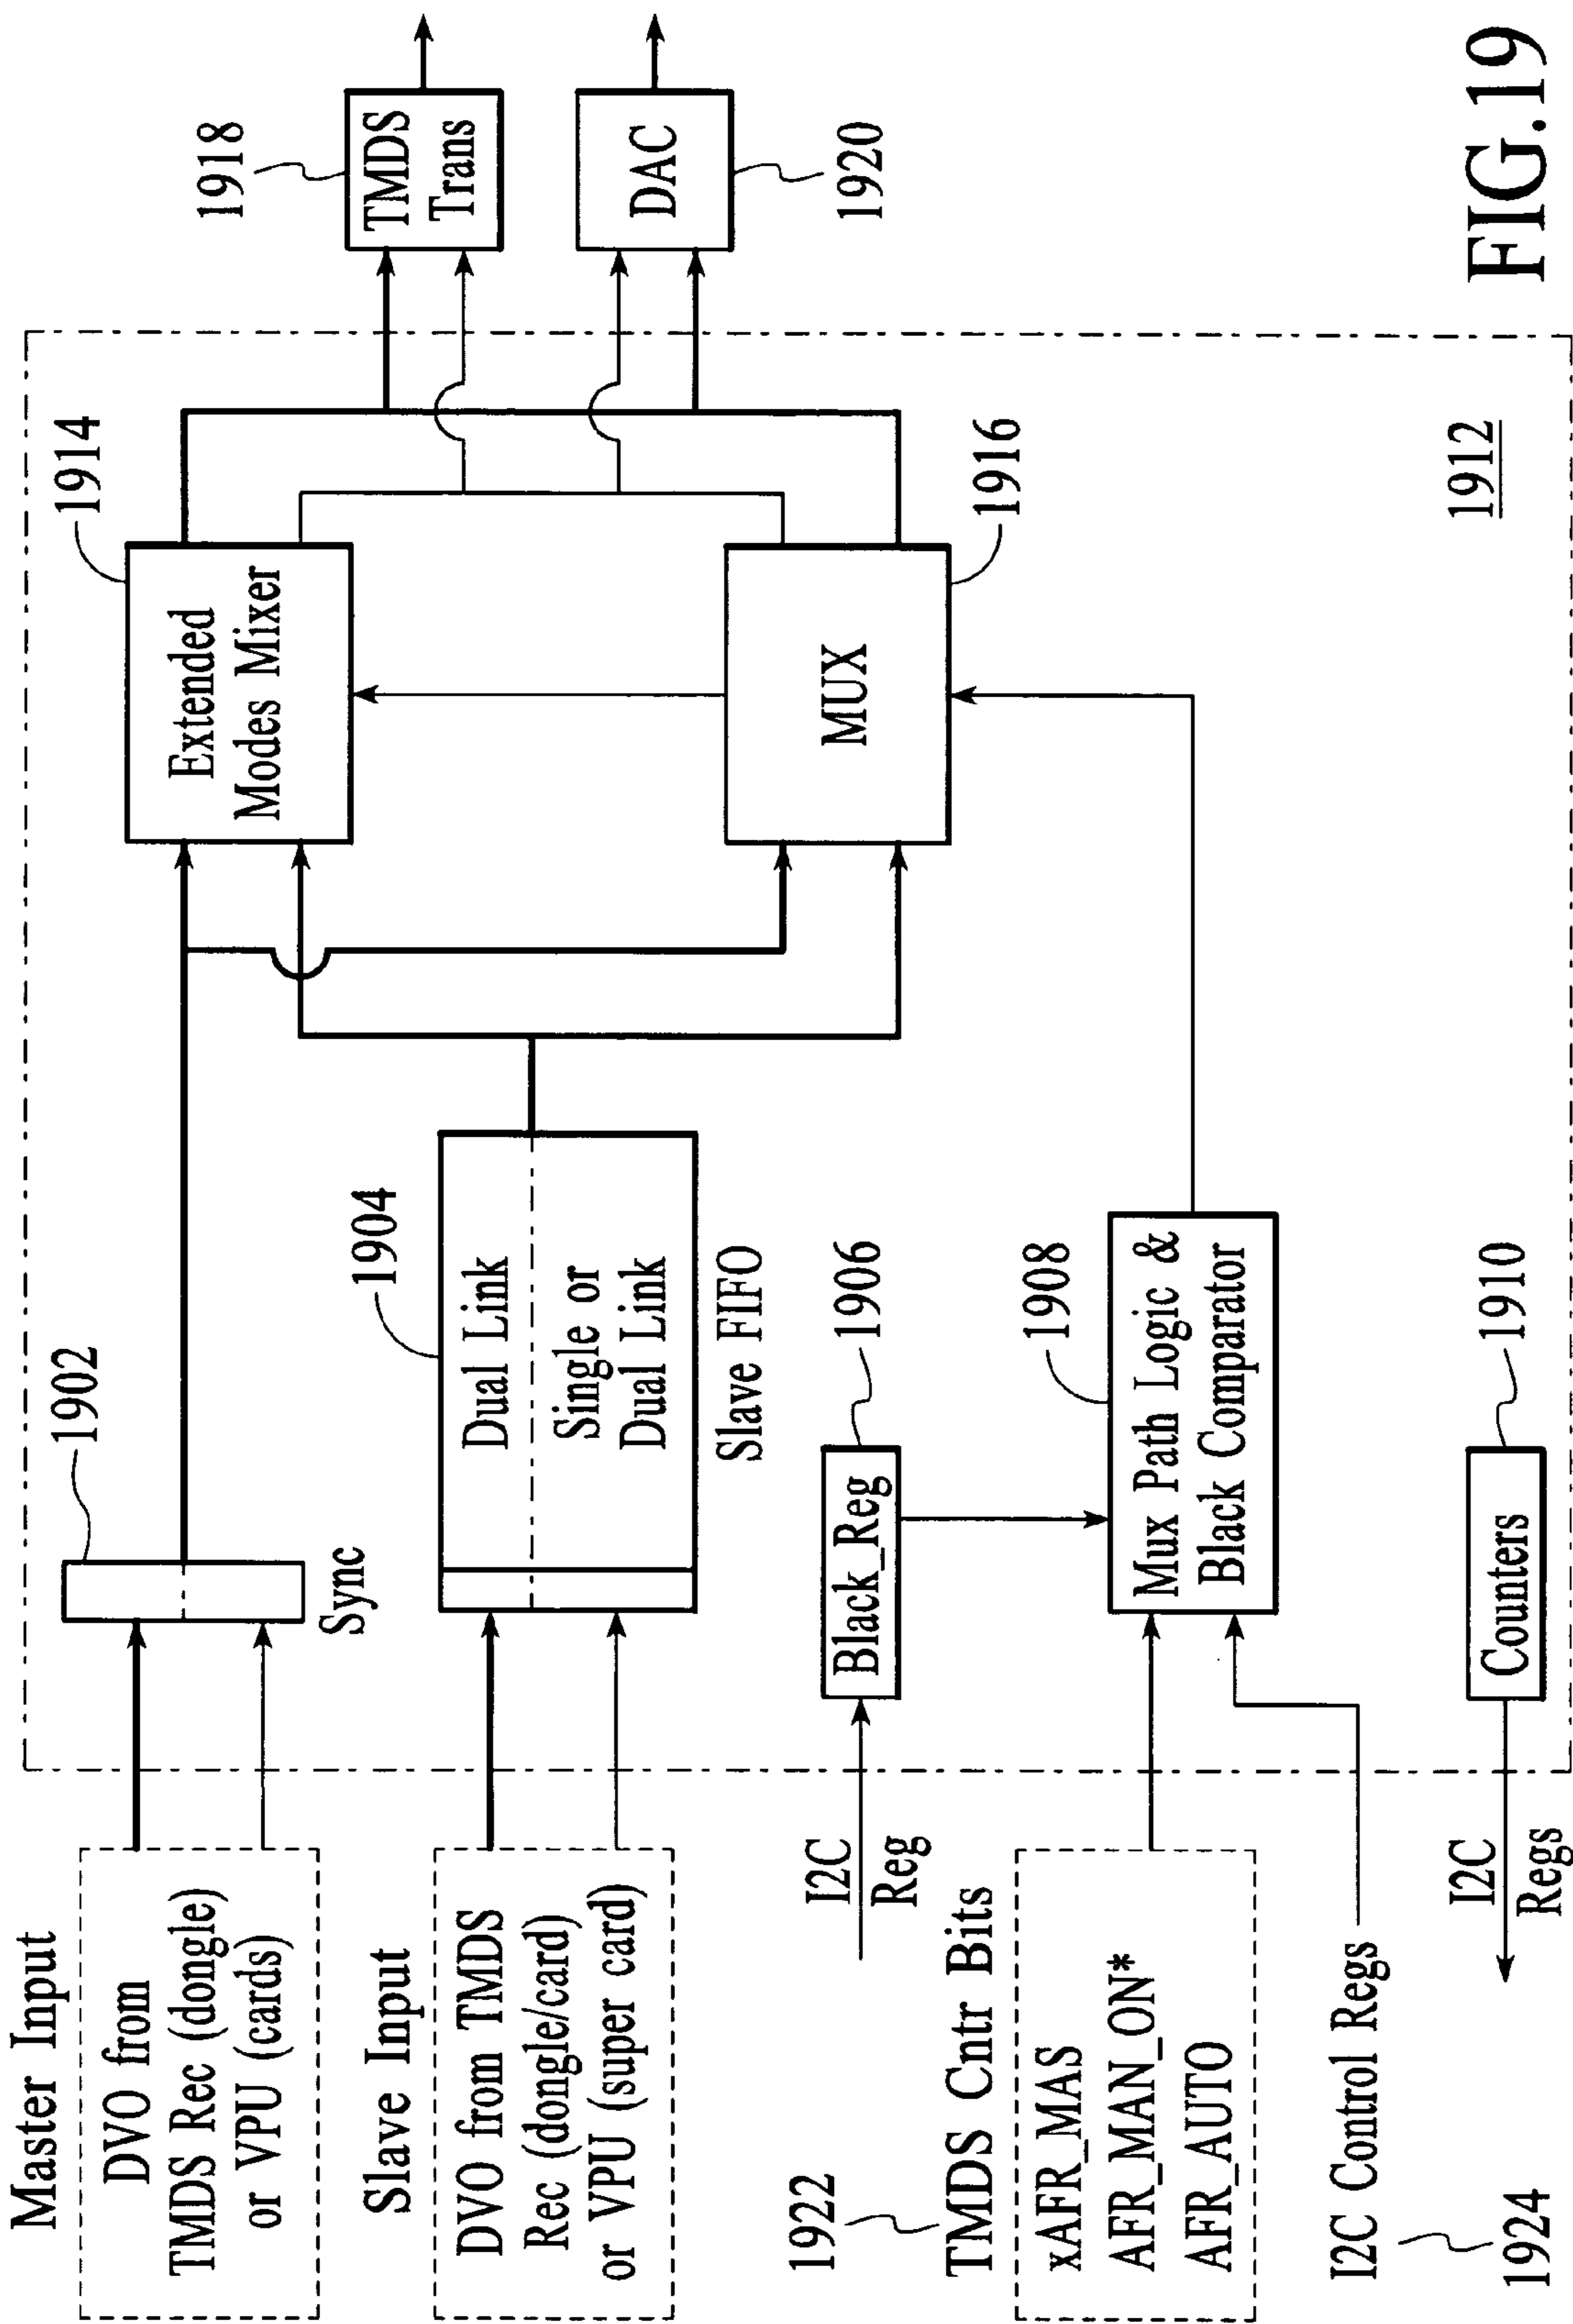 Master Input
DVO from
TMDS Rec (dongle)
or VPU (cards)
1902
Sync
Slave Input
DVO from TMDS
Rec (dongle/card)
or VPU (super card)
1904
Dual Link
Single or
Dual Link
Slave FIFO
1914
Extended
Modes Mixer
MUX
1916
1918
TMDS
Trans
DAC
1920
I2C
Reg
Black_Reg
1906
1922
TMDS Cntr Bits
xAFR_MAS
AFR_MAN_ON*
AFR_AUTO
1908
Mux Path Logic &
Black Comparator
I2C Control Regs
1924
I2C
Regs
Counters
1910
1912
FIG.19